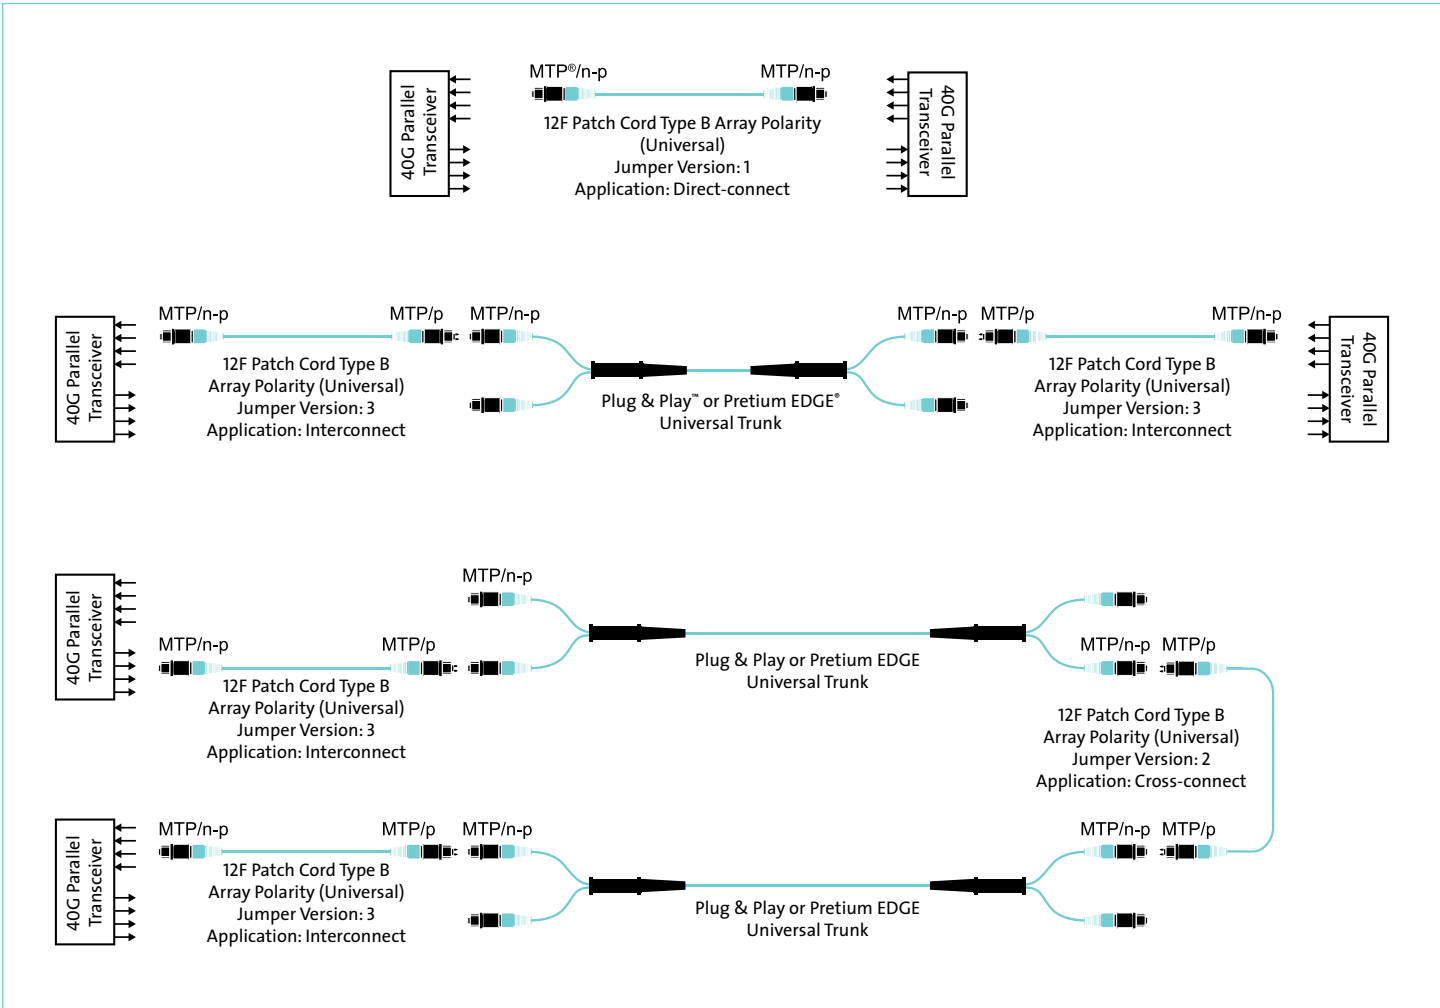 40G Parallel
Transceiver
MTP®/n-p
MTP/n-p
12F Patch Cord Type B Array Polarity
(Universal)
Jumper Version: 1
Application: Direct-connect
40G Parallel
Transceiver
40G Parallel
Transceiver
MTP/n-p
MTP/p
12F Patch Cord Type B
Array Polarity (Universal)
Jumper Version: 3
Application: Interconnect
MTP/n-p
Plug & Play™ or Pretium EDGE®
Universal Trunk
MTP/n-p
MTP/p
MTP/n-p
12F Patch Cord Type B
Array Polarity (Universal)
Jumper Version: 3
Application: Interconnect
40G Parallel
Transceiver
40G Parallel
Transceiver
MTP/n-p
MTP/n-p
MTP/p
12F Patch Cord Type B
Array Polarity (Universal)
Jumper Version: 3
Application: Interconnect
Plug & Play or Pretium EDGE
Universal Trunk
MTP/n-p
MTP/p
12F Patch Cord Type B
Array Polarity (Universal)
Jumper Version: 2
Application: Cross-connect
40G Parallel
Transceiver
MTP/n-p
MTP/p
12F Patch Cord Type B
Array Polarity (Universal)
Jumper Version: 3
Application: Interconnect
MTP/n-p
Plug & Play or Pretium EDGE
Universal Trunk
MTP/n-p
MTP/p